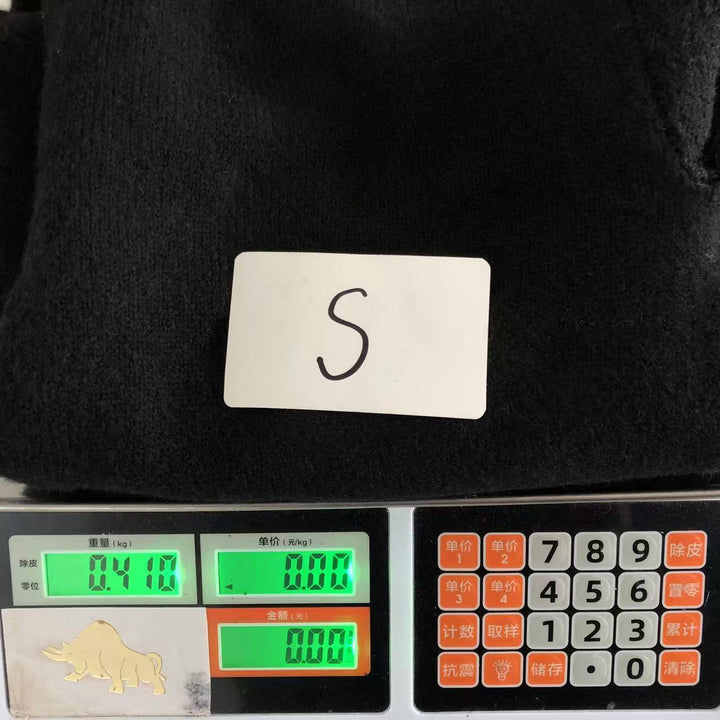 S
重量(kg)
除皮
零位
0.410
单价(元/kg)
0.00
金额(元)
0.00
单价1 单价2 7 8 9 除皮
单价3 单价4 4 5 6 置零
计数 取样 1 2 3 累计
抗震 储存 • 0 清除